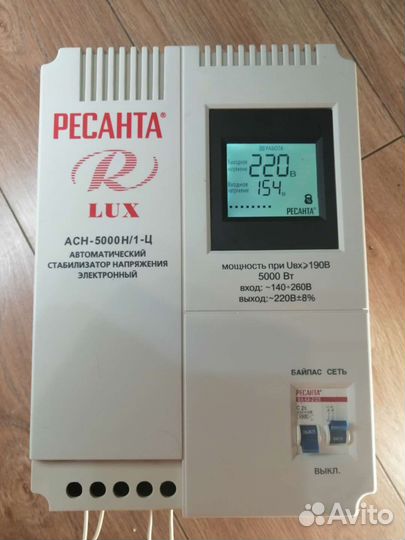 РЕСАНТА®
R
LUX
АСН-5000Н/1-Ц
АВТОМАТИЧЕСКИЙ
СТАБИЛИЗАТОР НАПРЯЖЕНИЯ
ЭЛЕКТРОННЫЙ
РАБОТА
Выходное
напряжение
220В
Входное
напряжение
154В
РЕСАНТА
мощность при Uвх⩾190В
5000 Вт
вход: ~140÷260В
выход:~220В±8%
БАЙПАС СЕТЬ
РЕСАНТА
C 25
ВЫКЛ.
Avito